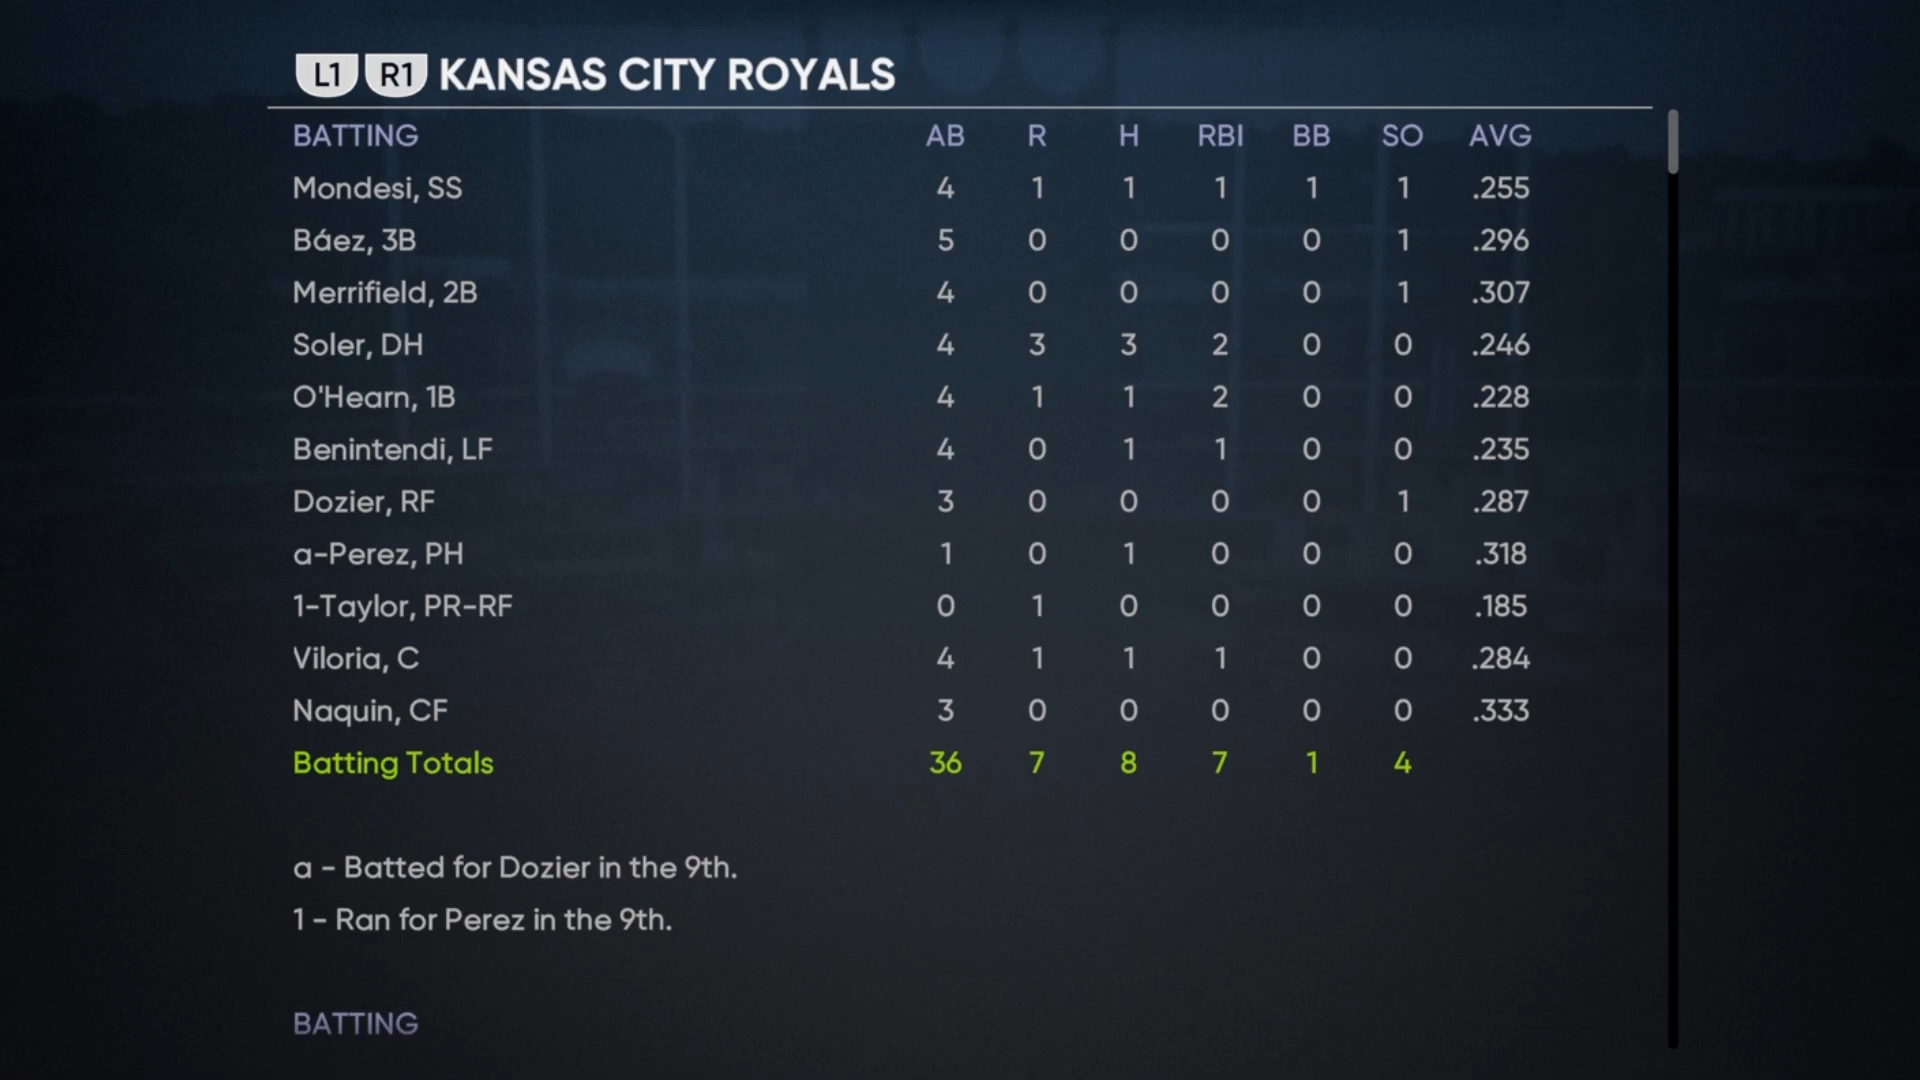 L1 R1 KANSAS CITY ROYALS
BATTING AB R H RBI BB SO AVG
Mondesi, SS 4 1 1 1 1 1 .255
Báez, 3B 5 0 0 0 0 1 .296
Merrifield, 2B 4 0 0 0 0 1 .307
Soler, DH 4 3 3 2 0 0 .246
O'Hearn, 1B 4 1 1 2 0 0 .228
Benintendi, LF 4 0 1 1 0 0 .235
Dozier, RF 3 0 0 0 0 1 .287
a-Perez, PH 1 0 1 0 0 0 .318
1-Taylor, PR-RF 0 1 0 0 0 0 .185
Viloria, C 4 1 1 1 0 0 .284
Naquin, CF 3 0 0 0 0 0 .333
Batting Totals 36 7 8 7 1 4
a - Batted for Dozier in the 9th.
1 - Ran for Perez in the 9th.
BATTING